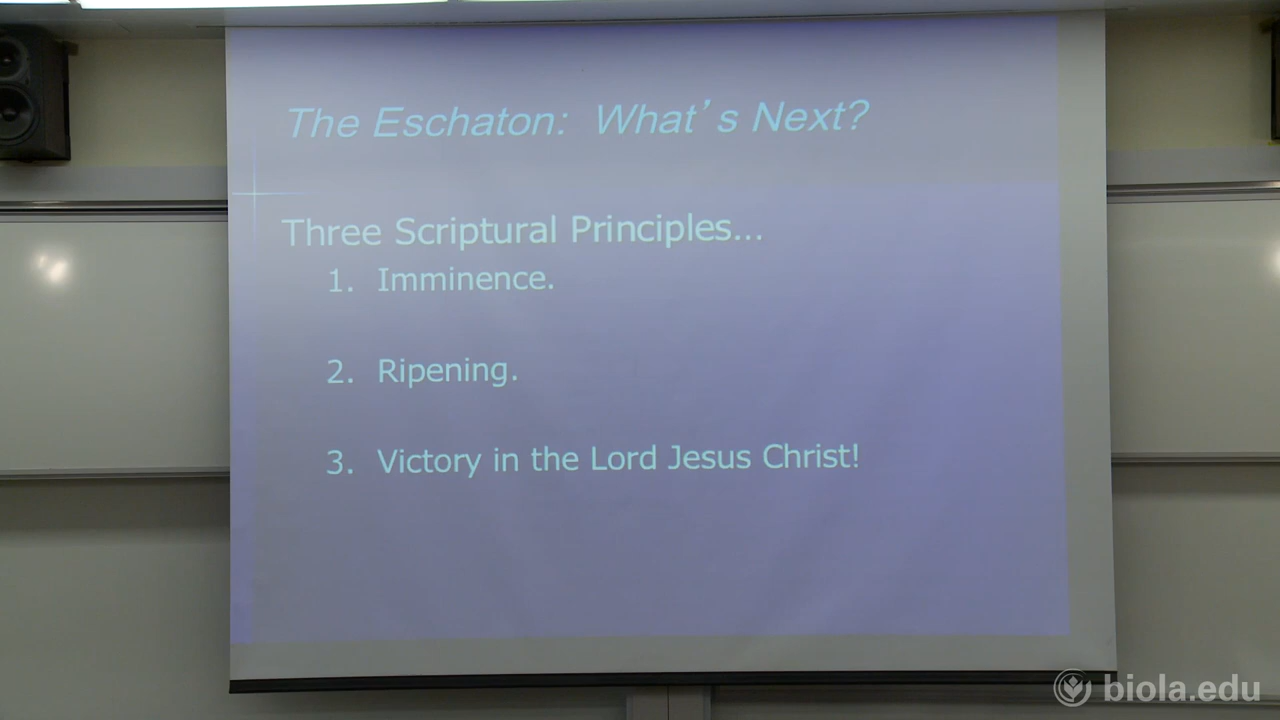 The Eschaton: What's Next?
Three Scriptural Principles...
1. Imminence.
2. Ripening.
3. Victory in the Lord Jesus Christ!
biola.edu